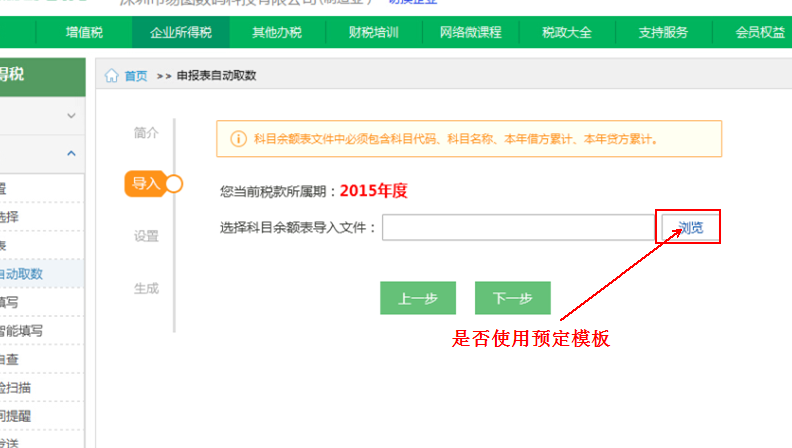 增值税 企业所得税 其他办税 财税培训 网络微课程 税政大全 支持服务 会员权益
得税
首页 >> 申报表自动取数
简介
科目余额表文件中必须包含科目代码、科目名称、本年借方累计、本年贷方累计。
导入
您当前税款所属期：2015年度
置
选择
选择科目余额表导入文件： 浏览
设置
表
自动取数
生成
填写
上一步 下一步
智能填写
是否使用预定模板
自查
险扫描
间提醒
发送